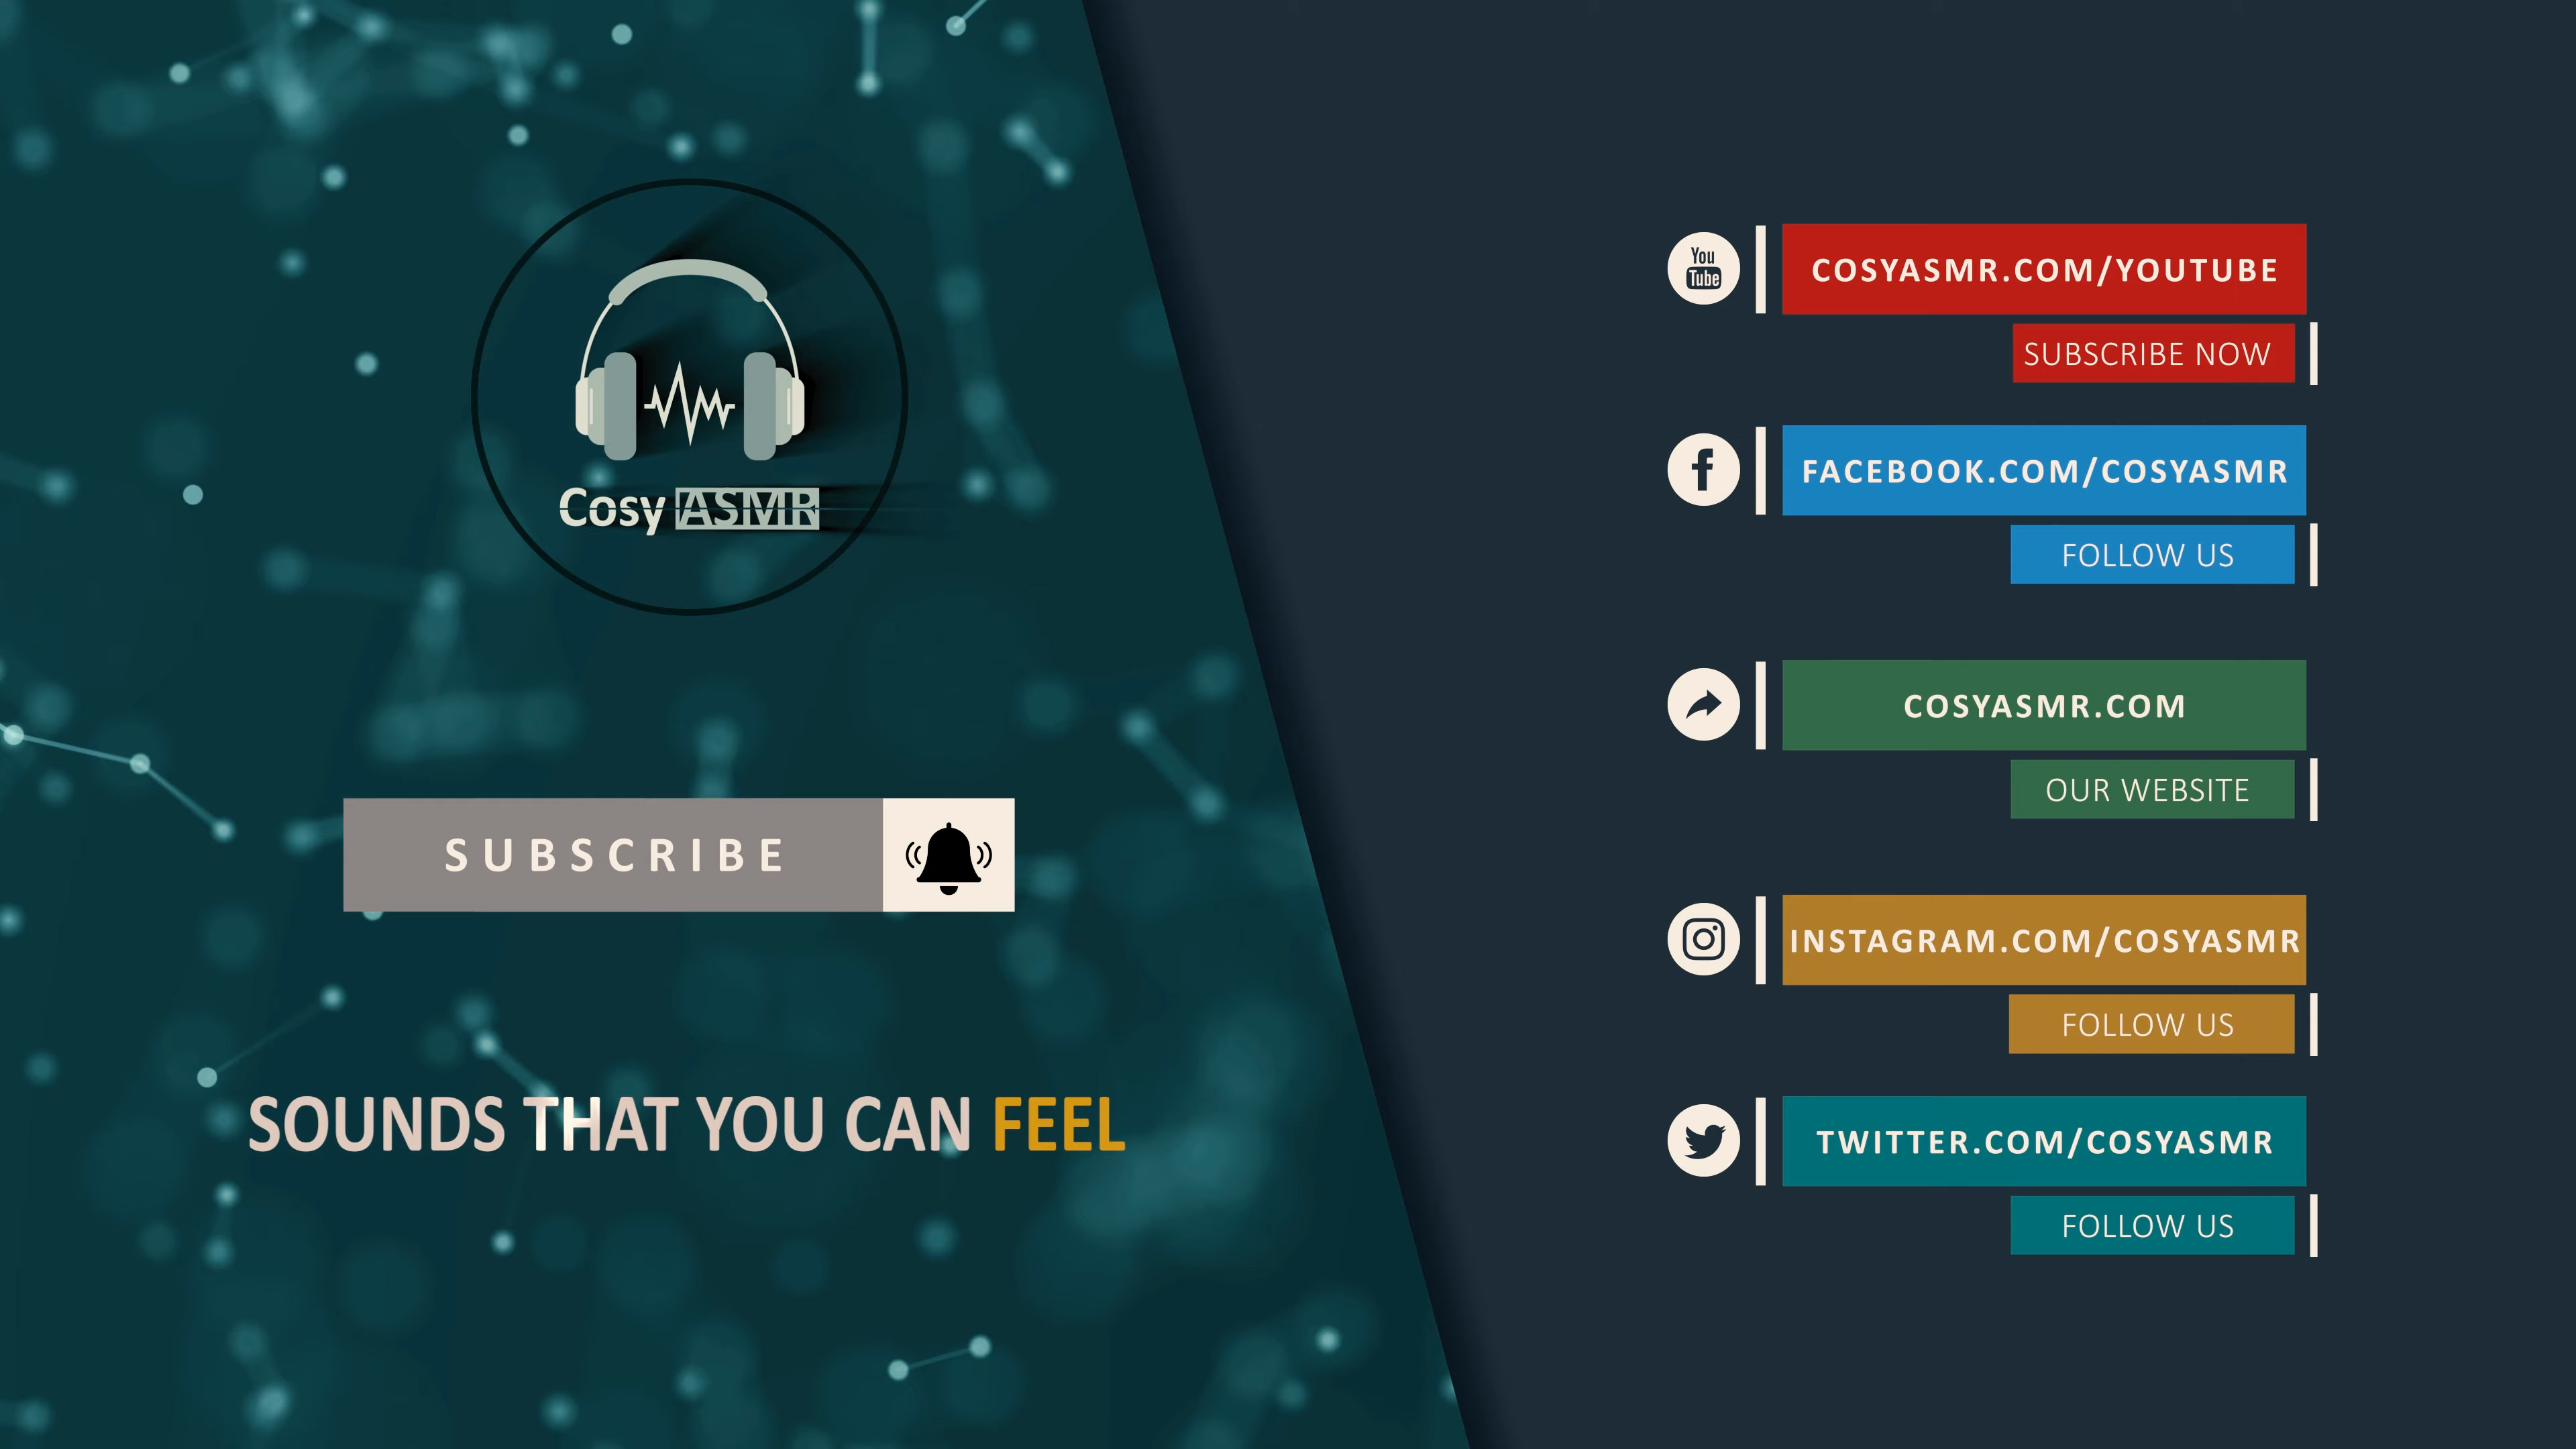 Cosy ASMR
SUBSCRIBE
SOUNDS THAT YOU CAN FEEL
You
Tube
COSYASMR.COM/YOUTUBE
SUBSCRIBE NOW
FACEBOOK.COM/COSYASMR
FOLLOW US
COSYASMR.COM
OUR WEBSITE
INSTAGRAM.COM/COSYASMR
FOLLOW US
TWITTER.COM/COSYASMR
FOLLOW US